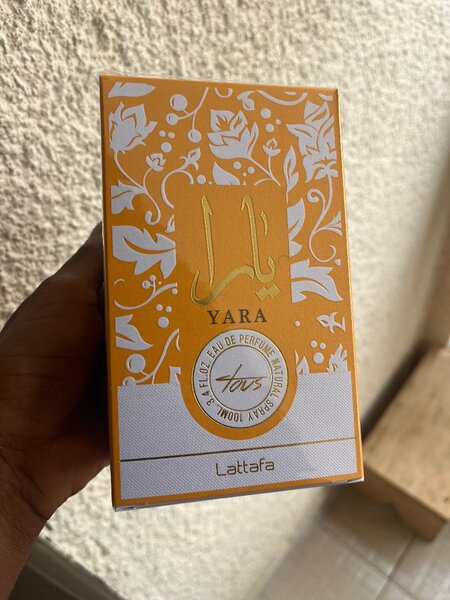 يارا
YARA
EAU DE PERFUME NATURAL SPRAY 100ML. 3.4 FL.OZ.
Tous
Lattafa